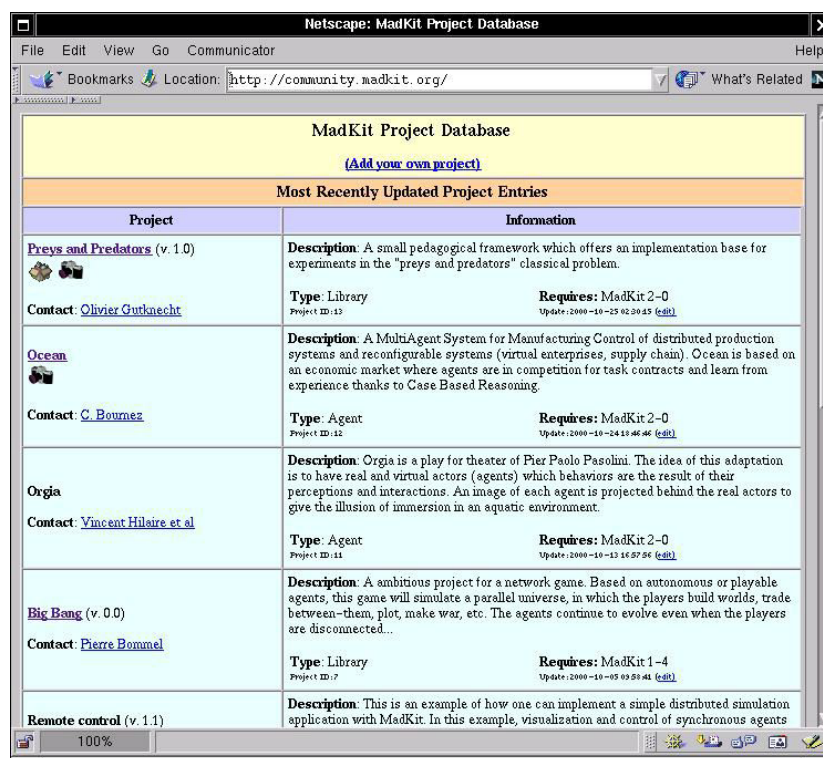 Netscape: MadKit Project Database
File Edit View Go Communicator Help
Bookmarks Location: http://community.madkit.org/ What's Related
MadKit Project Database
(Add your own project)
Most Recently Updated Project Entries
Project Information
Preys and Predators (v. 1.0)
Contact: Olivier Gutknecht
Description: A small pedagogical framework which offers an implementation base for
experiments in the "preys and predators" classical problem.
Type: Library Requires: MadKit 2-0
Project ID:13 Update:2000-10-25 02:30:15 (edit)
Ocean
Contact: C. Bournez
Description: A MultiAgent System for Manufacturing Control of distributed production
systems and reconfigurable systems (virtual enterprises, supply chain). Ocean is based on
an economic market where agents are in competition for task contracts and learn from
experience thanks to Case Based Reasoning.
Type: Agent Requires: MadKit 2-0
Project ID:12 Update:2000-10-24 18:46:46 (edit)
Orgia
Contact: Vincent Hilaire et al
Description: Orgia is a play for theater of Pier Paolo Pasolini. The idea of this adaptation
is to have real and virtual actors (agents) which behaviors are the result of their
perceptions and interactions. An image of each agent is projected behind the real actors to
give the illusion of immersion in an aquatic environment.
Type: Agent Requires: MadKit 2-0
Project ID:11 Update:2000-10-13 16:57:56 (edit)
Big Bang (v. 0.0)
Contact: Pierre Bommel
Description: A ambitious project for a network game. Based on autonomous or playable
agents, this game will simulate a parallel universe, in which the players build worlds, trade
between-them, plot, make war, etc. The agents continue to evolve even when the players
are disconnected...
Type: Library Requires: MadKit 1-4
Project ID:7 Update:2000-10-05 09:58:41 (edit)
Remote control (v. 1.1)
Description: This is an example of how one can implement a simple distributed simulation
application with MadKit. In this example, visualization and control of synchronous agents
100%